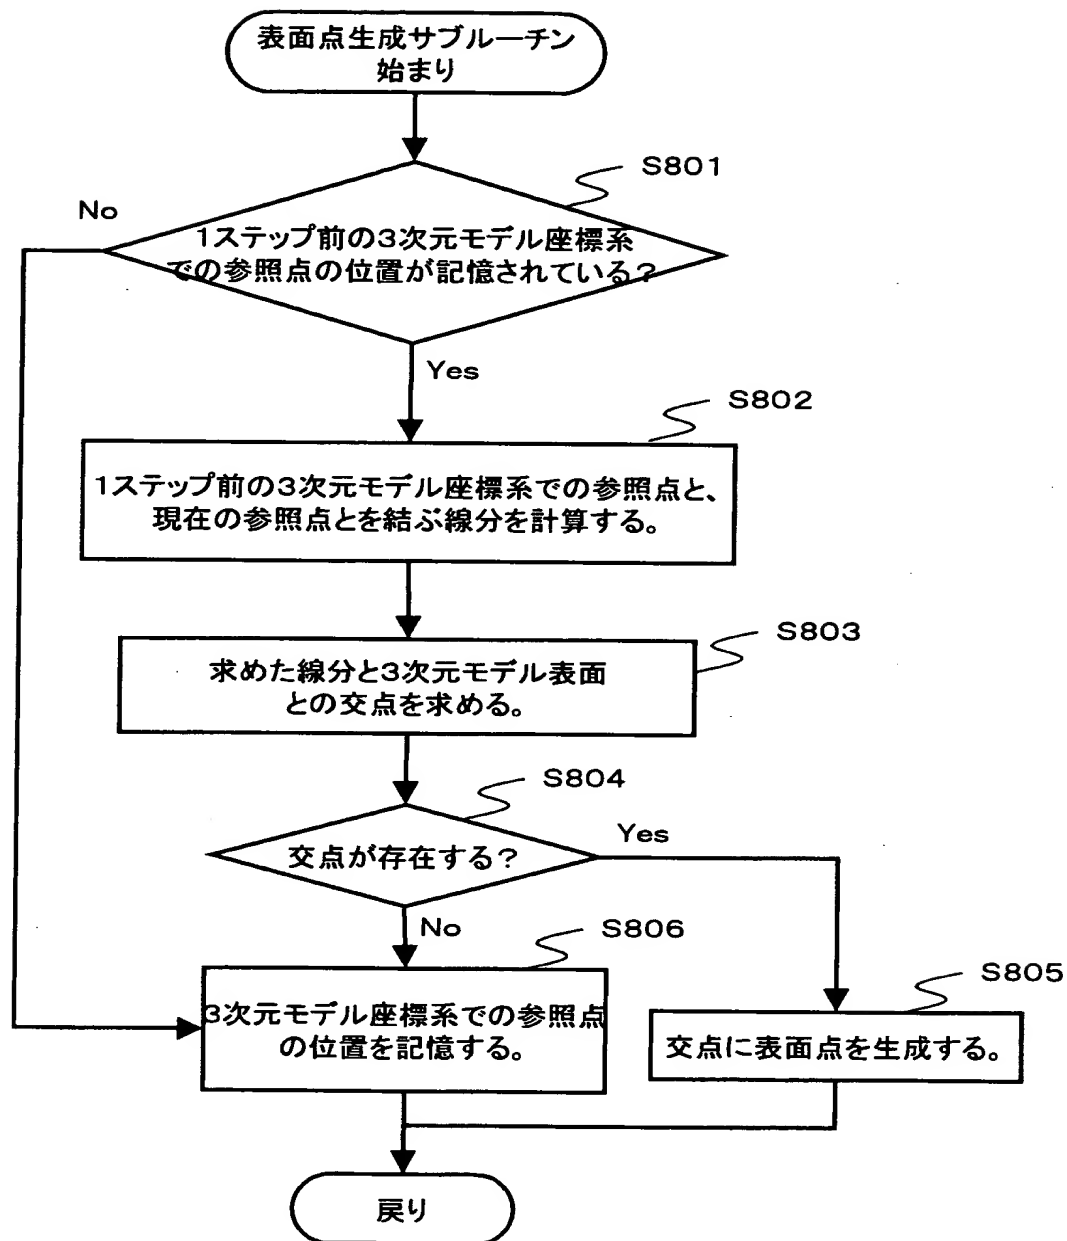 表面点生成サブルーチン
始まり
S801
No
1ステップ前の3次元モデル座標系
での参照点の位置が記憶されている?
Yes
S802
1ステップ前の3次元モデル座標系での参照点と、
現在の参照点とを結ぶ線分を計算する。
S803
求めた線分と3次元モデル表面
との交点を求める。
S804
Yes
交点が存在する?
No
S806
S805
3次元モデル座標系での参照点
の位置を記憶する。
交点に表面点を生成する。
戻り